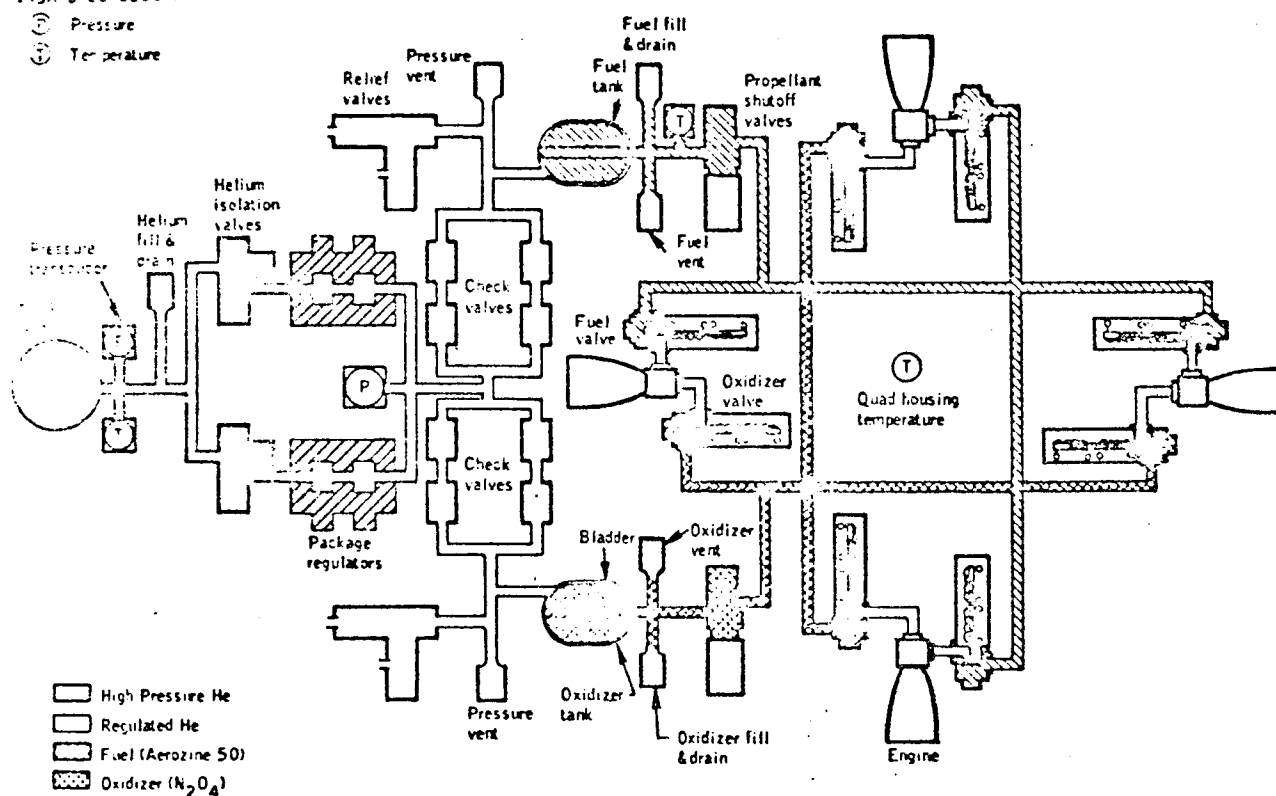 P Pressure
T Temperature
Relief
valves
Pressure
vent
Fuel fill
& drain
Fuel
tank
Propellant
shutoff
valves
T
Helium
isolation
valves
Helium
fill &
drain
Pressure
transducer
Fuel
vent
Check
valves
Fuel
valve
P
T
Oxidizer
valve
Quad housing
temperature
T
Check
valves
Package
regulators
Bladder
Oxidizer
vent
Oxidizer
tank
Pressure
vent
Oxidizer fill
& drain
Engine
High Pressure He
Regulated He
Fuel (Aerozine 50)
Oxidizer (N₂O₄)